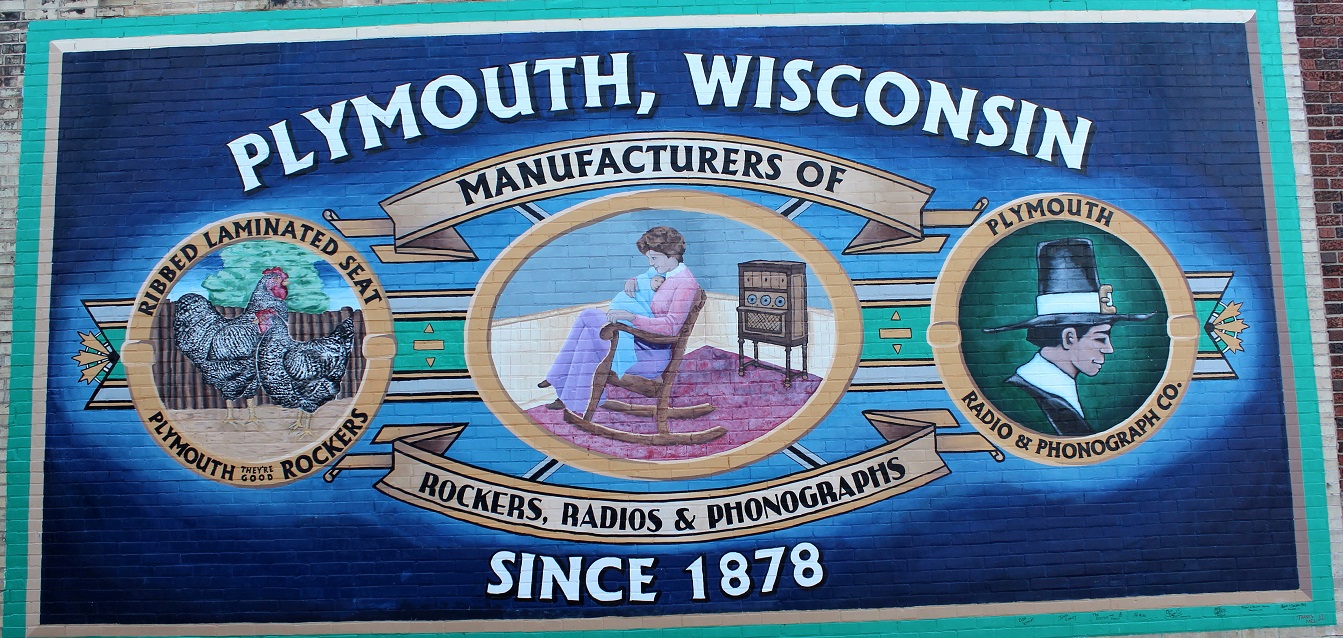 PLYMOUTH, WISCONSIN
MANUFACTURERS OF
RIBBED LAMINATED SEAT
PLYMOUTH THEY'RE GOOD ROCKERS
PLYMOUTH
RADIO & PHONOGRAPH CO.
ROCKERS, RADIOS & PHONOGRAPHS
SINCE 1878